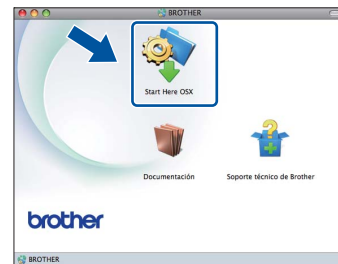 BROTHER
Start Here OSX
Documentación
Soporte técnico de Brother
brother
BROTHER